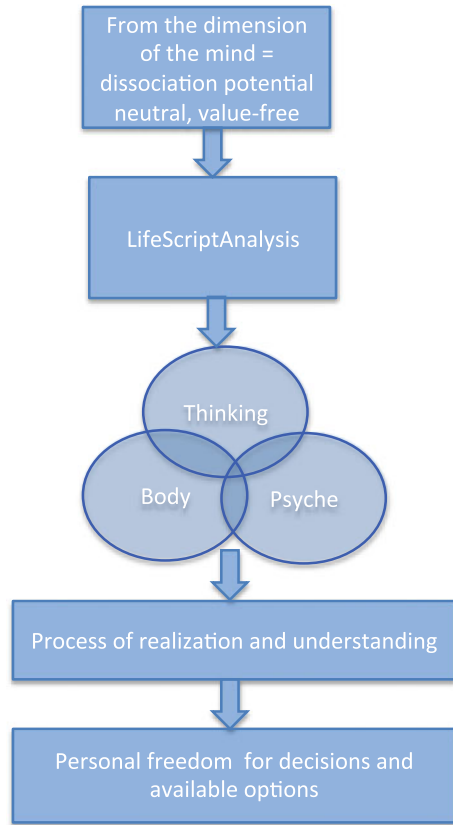 From the dimension
of the mind =
dissociation potential
neutral, value-free
LifeScriptAnalysis
Thinking
Body
Psyche
Process of realization and understanding
Personal freedom  for decisions and
available options